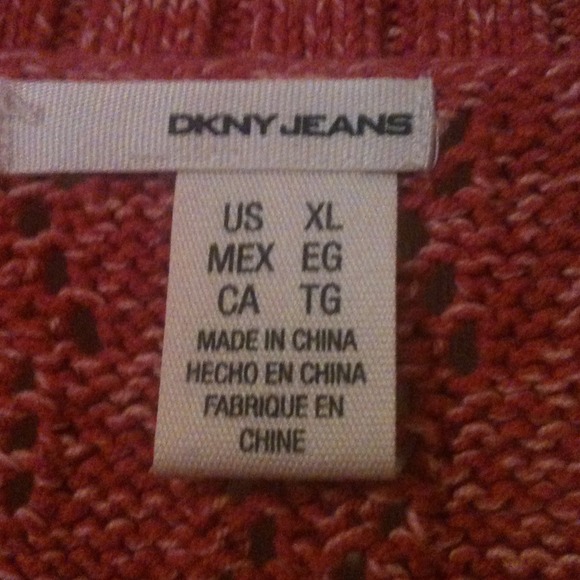 DKNY JEANS
US XL
MEX EG
CA TG
MADE IN CHINA
HECHO EN CHINA
FABRIQUE EN
CHINE